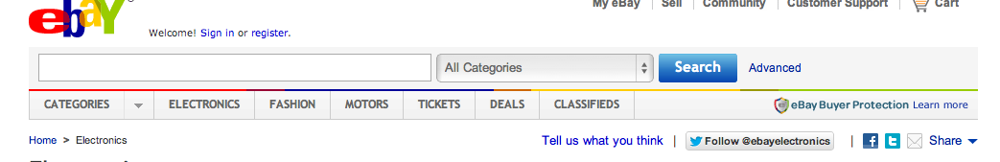 My eBay Sell Community Customer Support Cart
ebaY
Welcome! Sign in or register.
All Categories Search Advanced
CATEGORIES ELECTRONICS FASHION MOTORS TICKETS DEALS CLASSIFIEDS eBay Buyer Protection Learn more
Home > Electronics Tell us what you think | Follow @ebayelectronics | Share